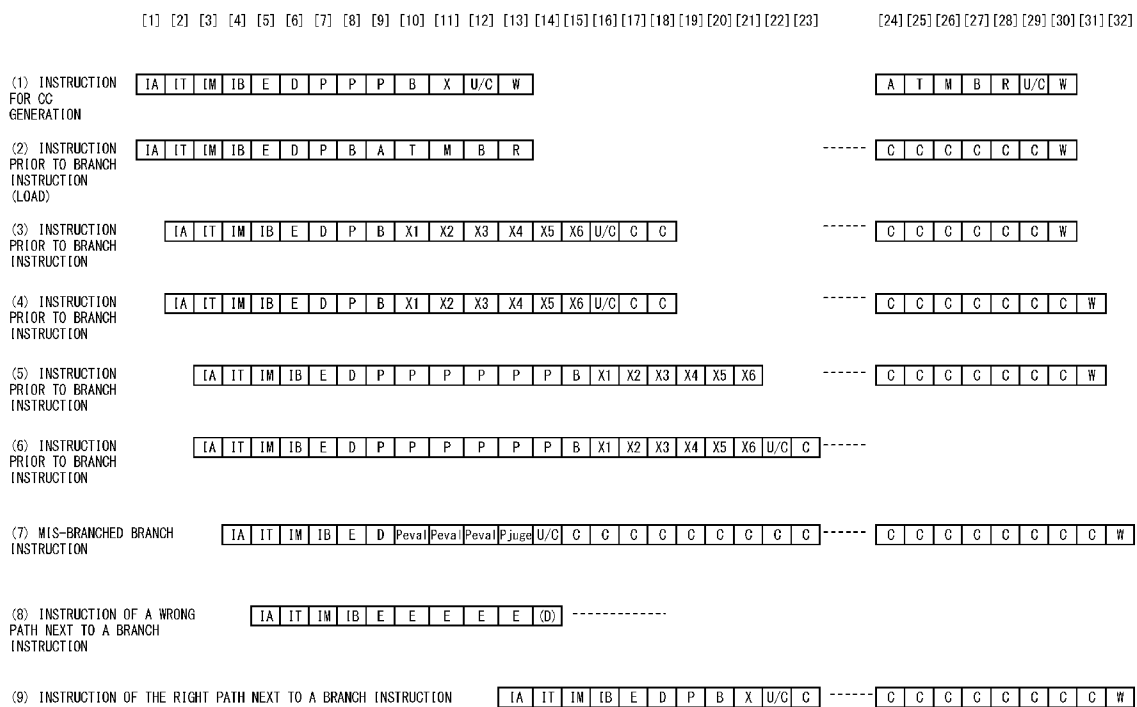 [1] [2] [3] [4] [5] [6] [7] [8] [9] [10] [11] [12] [13] [14] [15] [16] [17] [18] [19] [20] [21] [22] [23] [24] [25] [26] [27] [28] [29] [30] [31] [32]
(1) INSTRUCTION FOR CC GENERATION
IA IT IM IB E D P P P B X U/C W A T M B R U/C W
(2) INSTRUCTION PRIOR TO BRANCH INSTRUCTION (LOAD)
IA IT IM IB E D P B A T M B R ------ C C C C C C W
(3) INSTRUCTION PRIOR TO BRANCH INSTRUCTION
IA IT IM IB E D P B X1 X2 X3 X4 X5 X6 U/C C C ------ C C C C C C W
(4) INSTRUCTION PRIOR TO BRANCH INSTRUCTION
IA IT IM IB E D P B X1 X2 X3 X4 X5 X6 U/C C C ------ C C C C C C C W
(5) INSTRUCTION PRIOR TO BRANCH INSTRUCTION
IA IT IM IB E D P P P P P P B X1 X2 X3 X4 X5 X6 ------ C C C C C C C W
(6) INSTRUCTION PRIOR TO BRANCH INSTRUCTION
IA IT IM IB E D P P P P P P B X1 X2 X3 X4 X5 X6 U/C C ------
(7) MIS-BRANCHED BRANCH INSTRUCTION
IA IT IM IB E D Peval Peval Peval Pjuge U/C C C C C C C C C C ------ C C C C C C C C W
(8) INSTRUCTION OF A WRONG PATH NEXT TO A BRANCH INSTRUCTION
IA IT IM IB E E E E E (D) ------------
(9) INSTRUCTION OF THE RIGHT PATH NEXT TO A BRANCH INSTRUCTION
IA IT IM IB E D P B X U/C C ------ C C C C C C C C W